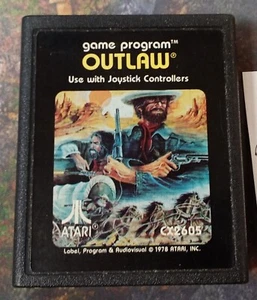 game program™
OUTLAW®
Use with Joystick Controllers
ATARI®
CX2605
Label, Program & Audiovisual © 1978 ATARI, INC.